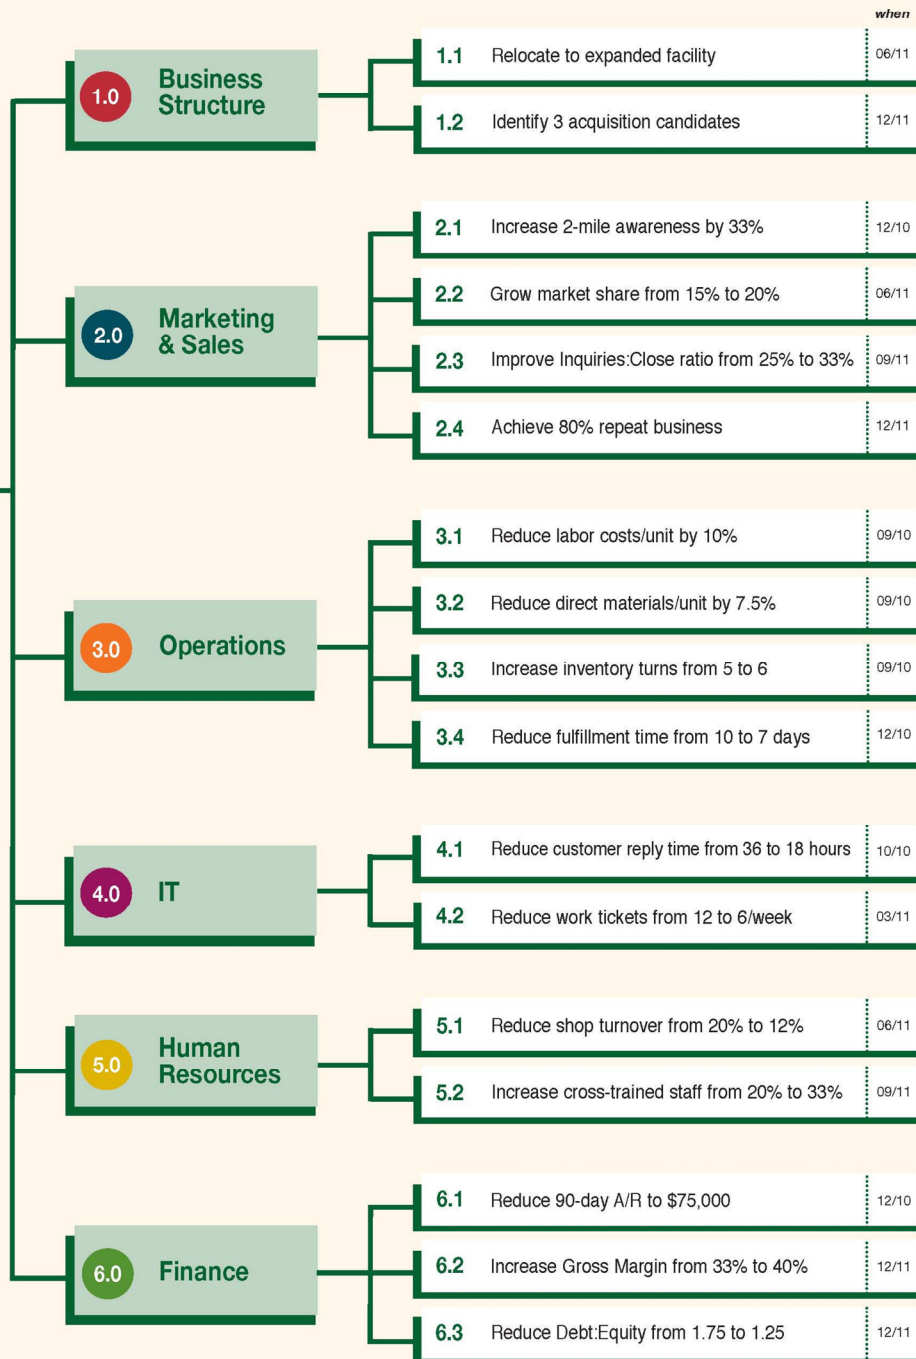 when
1.0 Business
Structure
1.1 Relocate to expanded facility 06/11
1.2 Identify 3 acquisition candidates 12/11
2.0 Marketing
& Sales
2.1 Increase 2-mile awareness by 33% 12/10
2.2 Grow market share from 15% to 20% 06/11
2.3 Improve Inquiries:Close ratio from 25% to 33% 09/11
2.4 Achieve 80% repeat business 12/11
3.0 Operations
3.1 Reduce labor costs/unit by 10% 09/10
3.2 Reduce direct materials/unit by 7.5% 09/10
3.3 Increase inventory turns from 5 to 6 09/10
3.4 Reduce fulfillment time from 10 to 7 days 12/10
4.0 IT
4.1 Reduce customer reply time from 36 to 18 hours 10/10
4.2 Reduce work tickets from 12 to 6/week 03/11
5.0 Human
Resources
5.1 Reduce shop turnover from 20% to 12% 06/11
5.2 Increase cross-trained staff from 20% to 33% 09/11
6.0 Finance
6.1 Reduce 90-day A/R to $75,000 12/10
6.2 Increase Gross Margin from 33% to 40% 12/11
6.3 Reduce Debt:Equity from 1.75 to 1.25 12/11